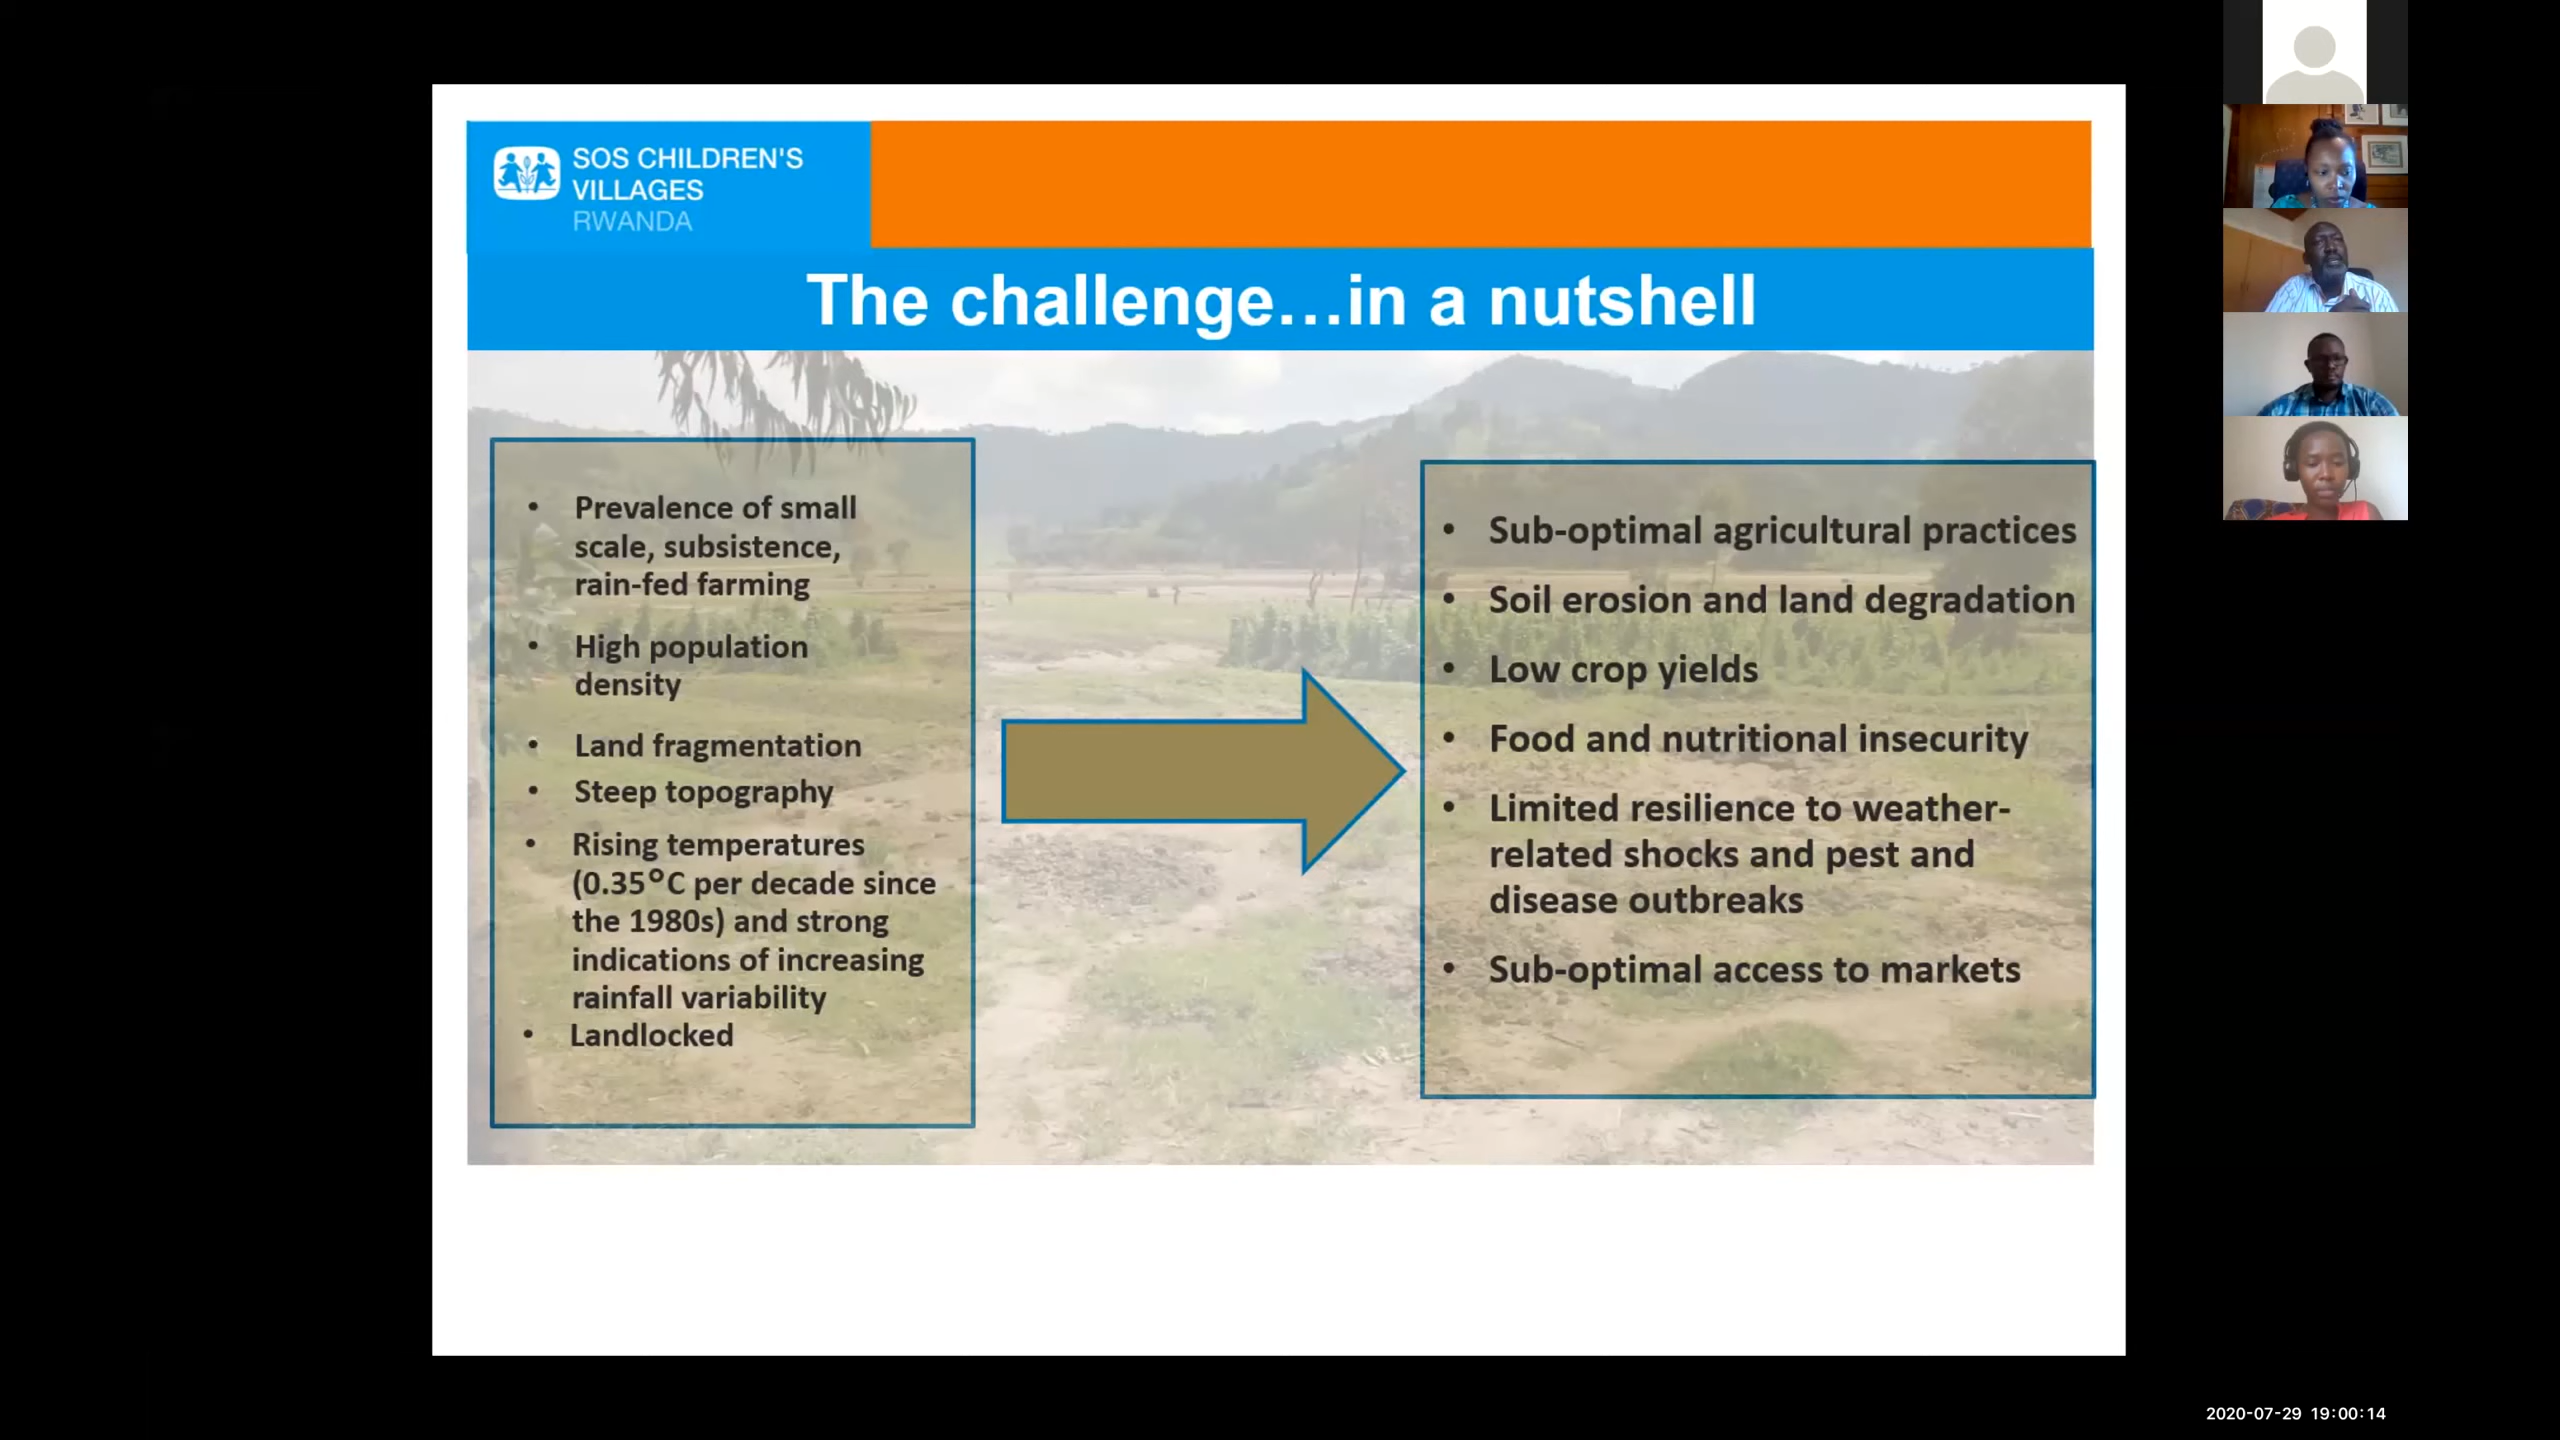 SOS CHILDREN'S
VILLAGES
RWANDA
The challenge...in a nutshell
• Prevalence of small
scale, subsistence,
rain-fed farming
• High population
density
• Land fragmentation
• Steep topography
• Rising temperatures
(0.35°C per decade since
the 1980s) and strong
indications of increasing
rainfall variability
• Landlocked
• Sub-optimal agricultural practices
• Soil erosion and land degradation
• Low crop yields
• Food and nutritional insecurity
• Limited resilience to weather-
related shocks and pest and
disease outbreaks
• Sub-optimal access to markets
2020-07-29 19:00:14